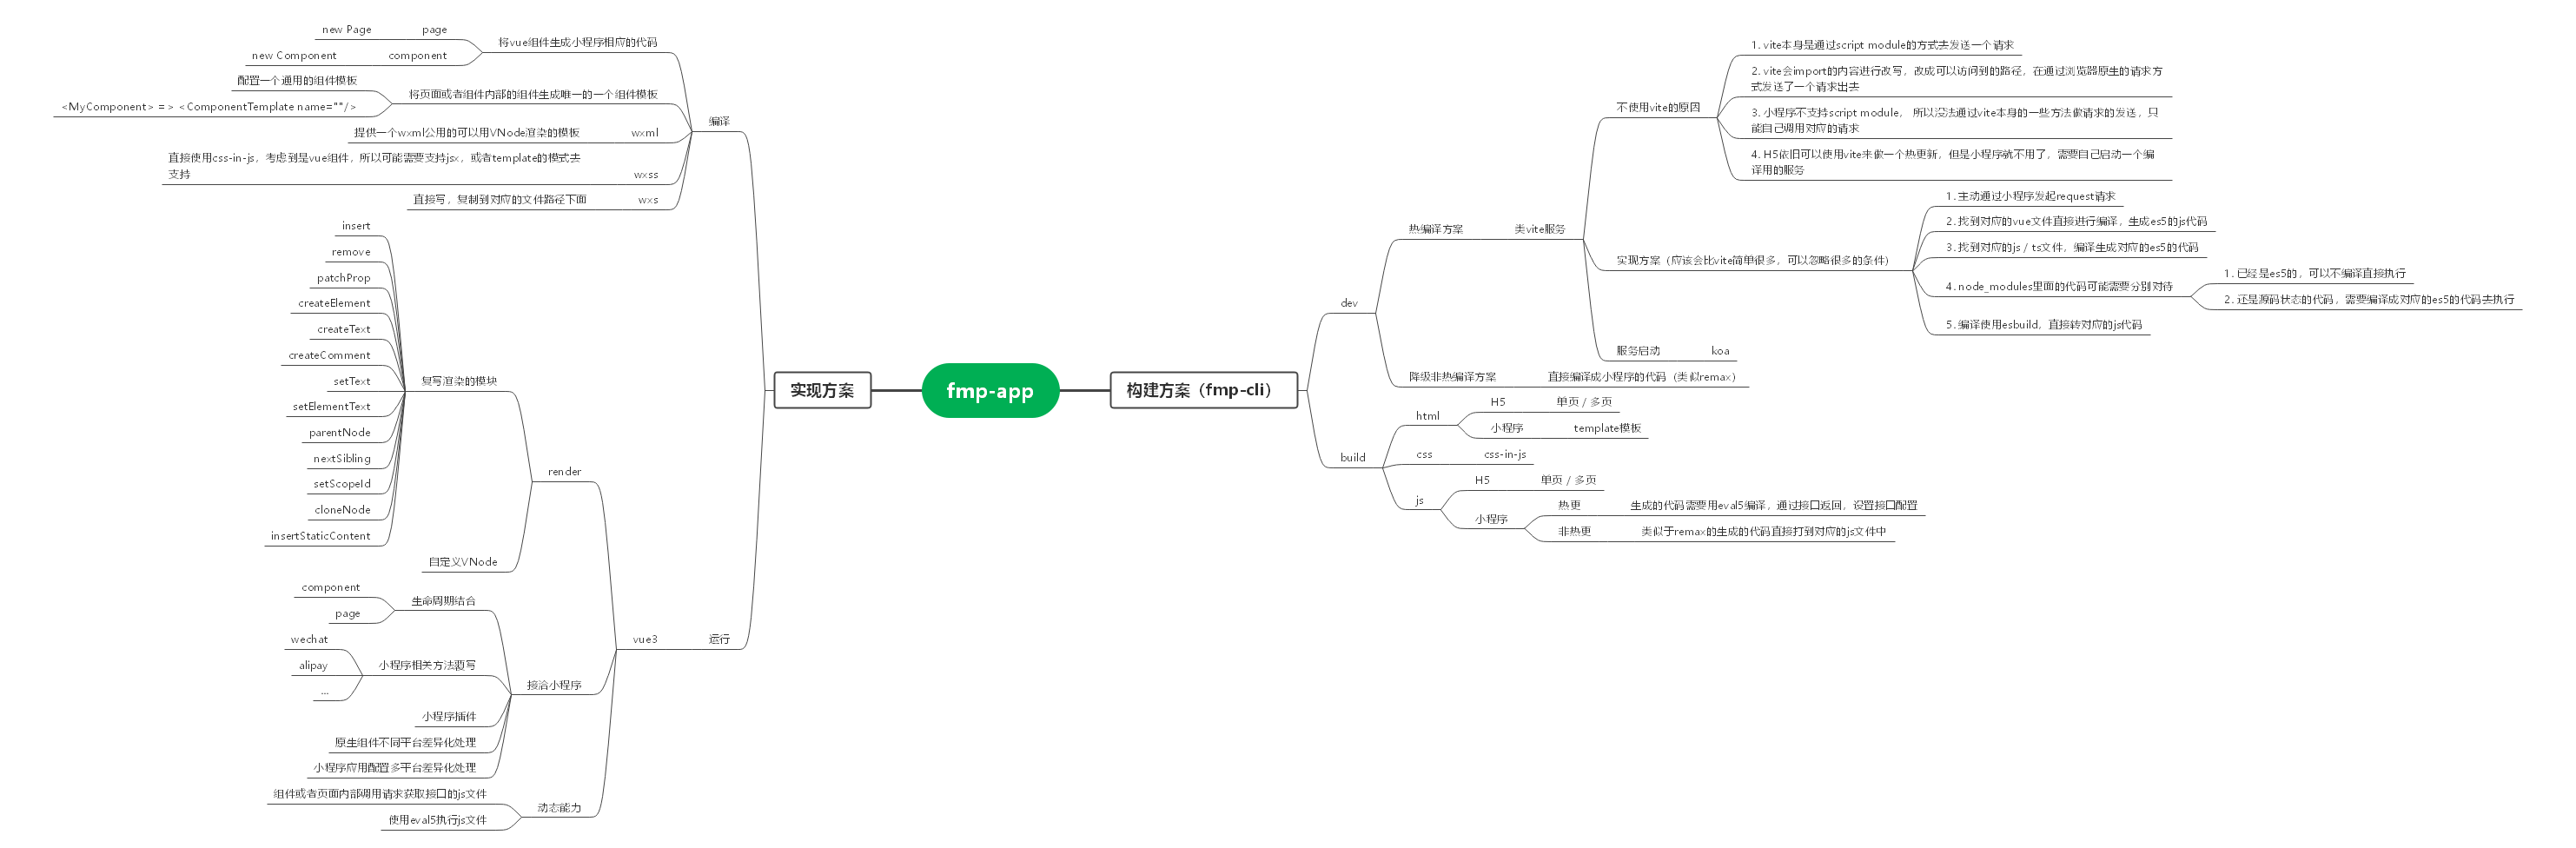 fmp-app
实现方案
编译
将vue组件生成小程序相应的代码
page
new Page
component
new Component
将页面或者组件内部的组件生成唯一的一个组件模板
配置一个通用的组件模板
<MyComponent> => <ComponentTemplate name=""/>
wxml
提供一个wxml公用的可以用VNode渲染的模板
wxss
直接使用css-in-js，考虑到是vue组件，所以可能需要支持jsx，或者template的模式去
支持
wxs
直接写，复制到对应的文件路径下面
运行
vue3
render
复写渲染的模块
insert
remove
patchProp
createElement
createText
createComment
setText
setElementText
parentNode
nextSibling
setScopeId
cloneNode
insertStaticContent
自定义VNode
接洽小程序
生命周期结合
component
page
小程序相关方法覆写
wechat
alipay
...
小程序插件
原生组件不同平台差异化处理
小程序应用配置多平台差异化处理
动态能力
组件或者页面内部调用请求获取接口的js文件
使用eval5执行js文件
构建方案（fmp-cli）
dev
热编译方案
类vite服务
不使用vite的原因
1. vite本身是通过script module的方式去发送一个请求
2. vite会import的内容进行改写，改成可以访问到的路径，在通过浏览器原生的请求方
式发送了一个请求出去
3. 小程序不支持script module， 所以没法通过vite本身的一些方法做请求的发送，只
能自己调用对应的请求
4. H5依旧可以使用vite来做一个热更新，但是小程序就不用了，需要自己启动一个编
译用的服务
实现方案（应该会比vite简单很多，可以忽略很多的条件）
1. 主动通过小程序发起request请求
2. 找到对应的vue文件直接进行编译，生成es5的js代码
3. 找到对应的js / ts文件，编译生成对应的es5的代码
4. node_modules里面的代码可能需要分别对待
1. 已经是es5的，可以不编译直接执行
2. 还是源码状态的代码，需要编译成对应的es5的代码去执行
5. 编译使用esbuild，直接转对应的js代码
服务启动
koa
降级非热编译方案
直接编译成小程序的代码（类似remax）
build
html
H5
单页 / 多页
小程序
template模板
css
css-in-js
js
H5
单页 / 多页
小程序
热更
生成的代码需要用eval5编译，通过接口返回，设置接口配置
非热更
类似于remax的生成的代码直接打到对应的js文件中